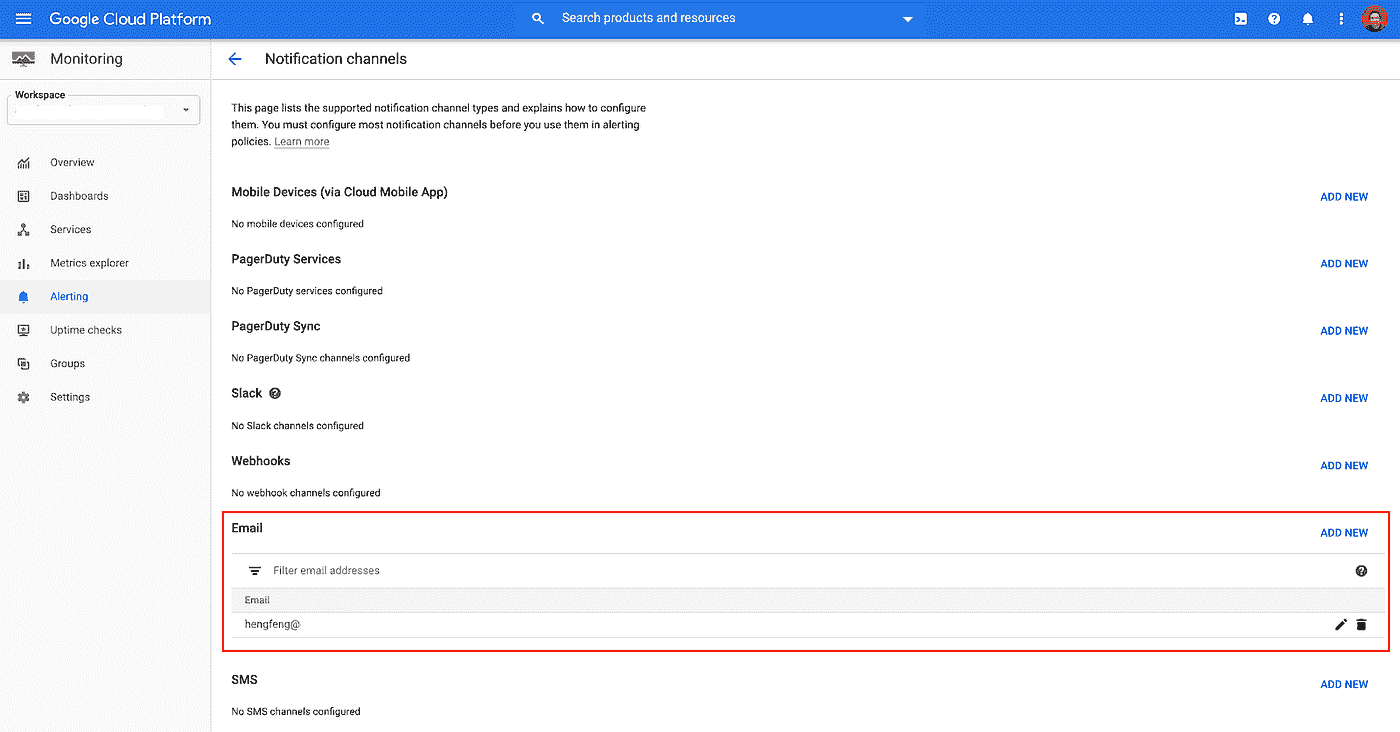 Google Cloud Platform
Search products and resources
Monitoring
Notification channels
Workspace
Overview
Dashboards
Services
Metrics explorer
Alerting
Uptime checks
Groups
Settings
This page lists the supported notification channel types and explains how to configure
them. You must configure most notification channels before you use them in alerting
policies. Learn more
Mobile Devices (via Cloud Mobile App)
ADD NEW
No mobile devices configured
PagerDuty Services
ADD NEW
No PagerDuty services configured
PagerDuty Sync
ADD NEW
No PagerDuty Sync channels configured
Slack
ADD NEW
No Slack channels configured
Webhooks
ADD NEW
No webhook channels configured
Email
ADD NEW
Filter email addresses
Email
hengfeng@
SMS
ADD NEW
No SMS channels configured